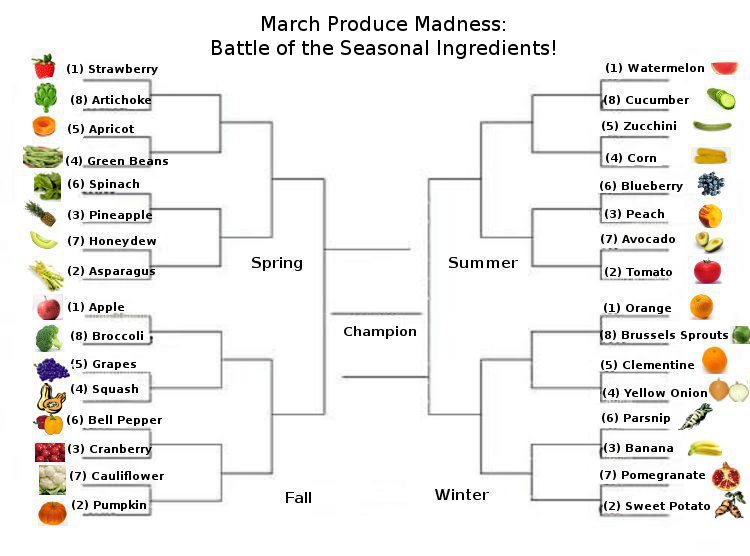 March Produce Madness:
Battle of the Seasonal Ingredients!
(1) Strawberry
(8) Artichoke
(5) Apricot
(4) Green Beans
(6) Spinach
(3) Pineapple
(7) Honeydew
(2) Asparagus
Spring
(1) Apple
(8) Broccoli
(5) Grapes
(4) Squash
(6) Bell Pepper
(3) Cranberry
(7) Cauliflower
(2) Pumpkin
Fall
Champion
(1) Watermelon
(8) Cucumber
(5) Zucchini
(4) Corn
(6) Blueberry
(3) Peach
(7) Avocado
(2) Tomato
Summer
(1) Orange
(8) Brussels Sprouts
(5) Clementine
(4) Yellow Onion
(6) Parsnip
(3) Banana
(7) Pomegranate
(2) Sweet Potato
Winter